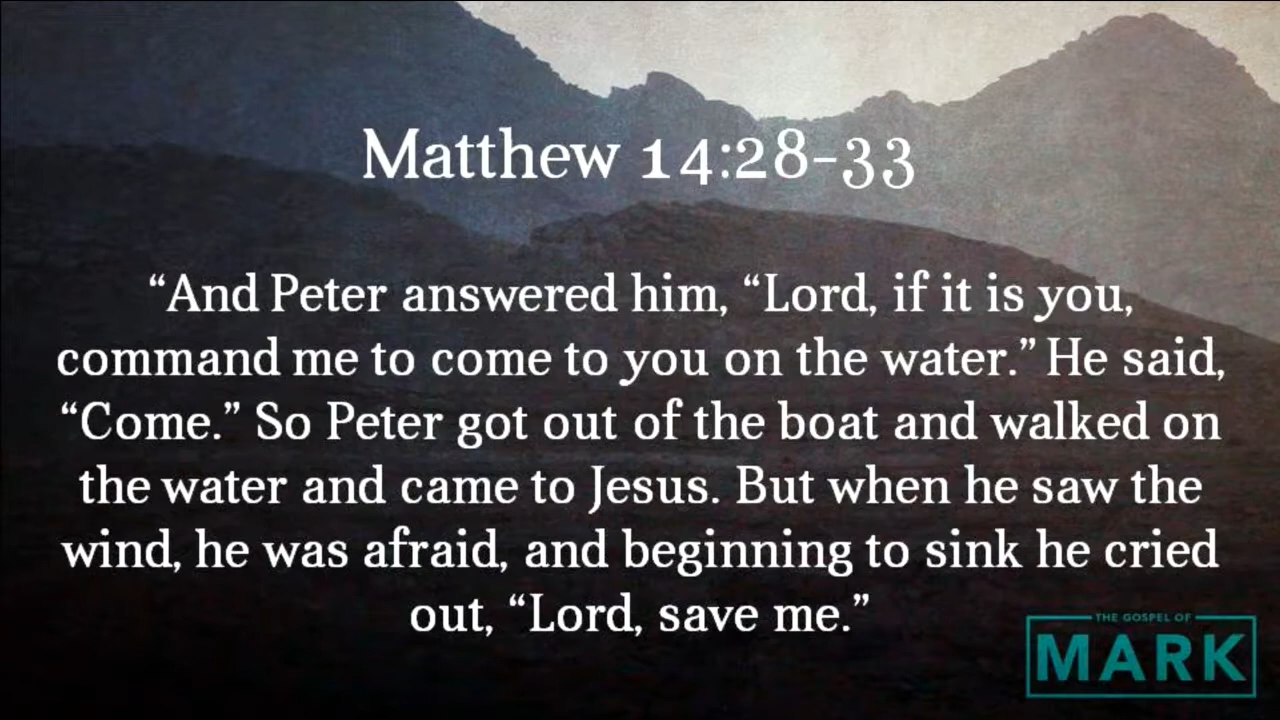 Matthew 14:28-33
“And Peter answered him, “Lord, if it is you,
command me to come to you on the water.” He said,
“Come.” So Peter got out of the boat and walked on
the water and came to Jesus. But when he saw the
wind, he was afraid, and beginning to sink he cried
out, “Lord, save me.”
THE GOSPEL OF
MARK